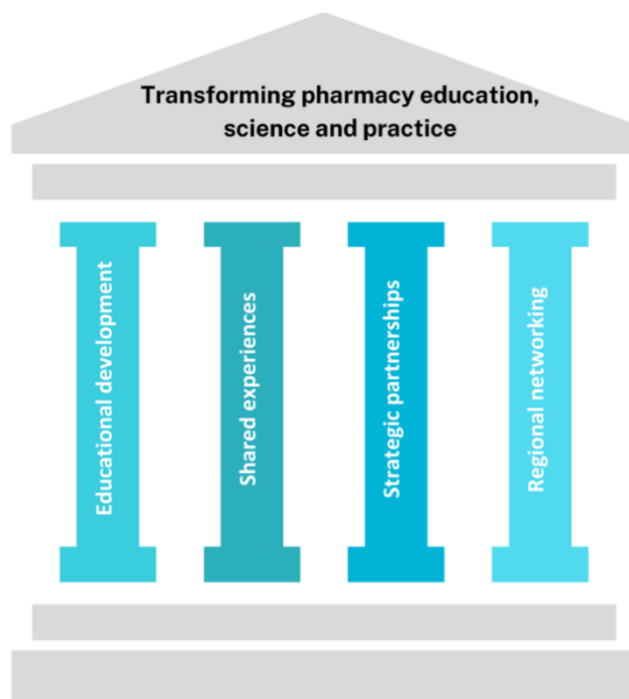 Transforming pharmacy education,
science and practice
Educational development
Shared experiences
Strategic partnerships
Regional networking